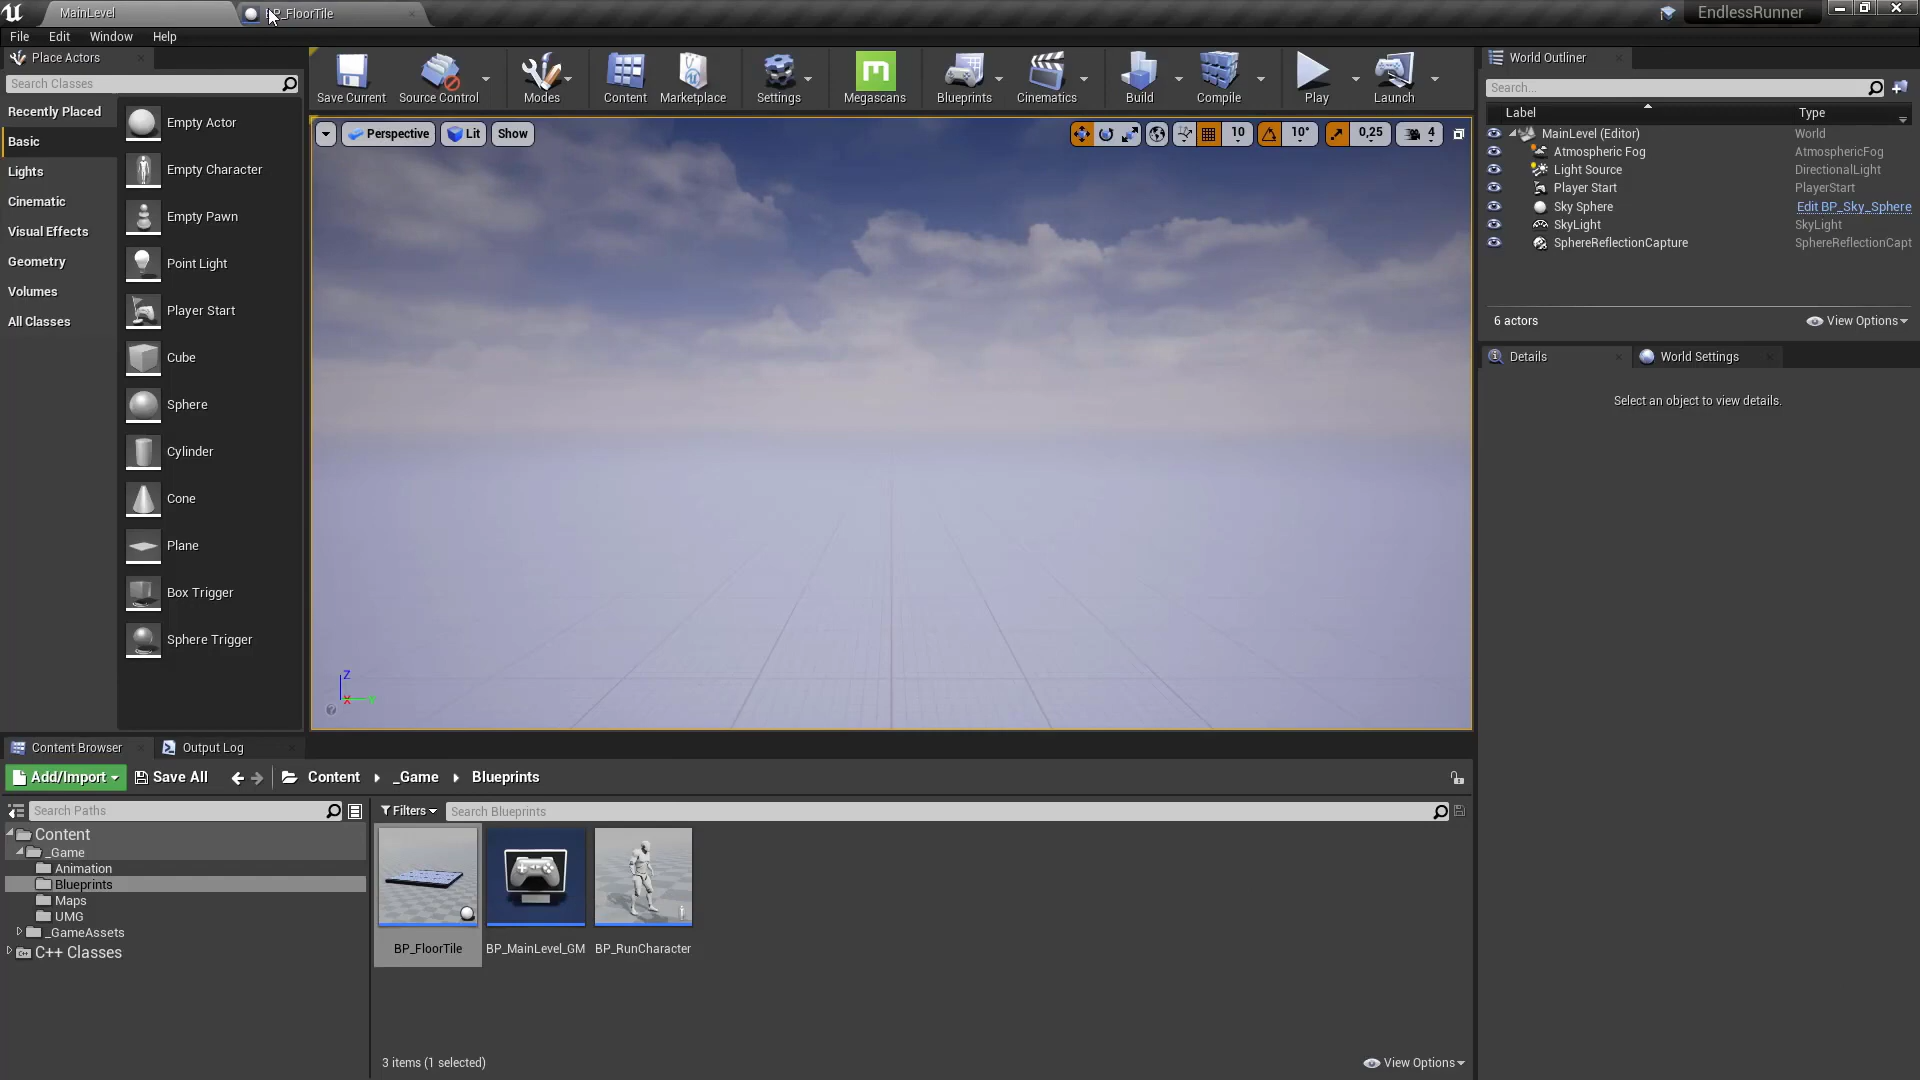 MainLevel
BP_FloorTile
EndlessRunner
File Edit Window Help
Place Actors
Search Classes
Recently Placed
Basic
Lights
Cinematic
Visual Effects
Geometry
Volumes
All Classes
Empty Actor
Empty Character
Empty Pawn
Point Light
Player Start
Cube
Sphere
Cylinder
Cone
Plane
Box Trigger
Sphere Trigger
Save Current
Source Control
Modes
Content
Marketplace
Settings
Megascans
Blueprints
Cinematics
Build
Compile
Play
Launch
Perspective
Lit
Show
10
10°
0,25
4
Z
X
Y
World Outliner
Search...
Label Type
MainLevel (Editor) World
Atmospheric Fog AtmosphericFog
Light Source DirectionalLight
Player Start PlayerStart
Sky Sphere Edit BP_Sky_Sphere
SkyLight SkyLight
SphereReflectionCapture SphereReflectionCapt
6 actors
View Options
Details
World Settings
Select an object to view details.
Content Browser
Output Log
Add/Import
Save All
Content
_Game
Blueprints
Search Paths
Filters
Search Blueprints
Content
_Game
Animation
Blueprints
Maps
UMG
_GameAssets
C++ Classes
BP_FloorTile
BP_MainLevel_GM
BP_RunCharacter
3 items (1 selected)
View Options